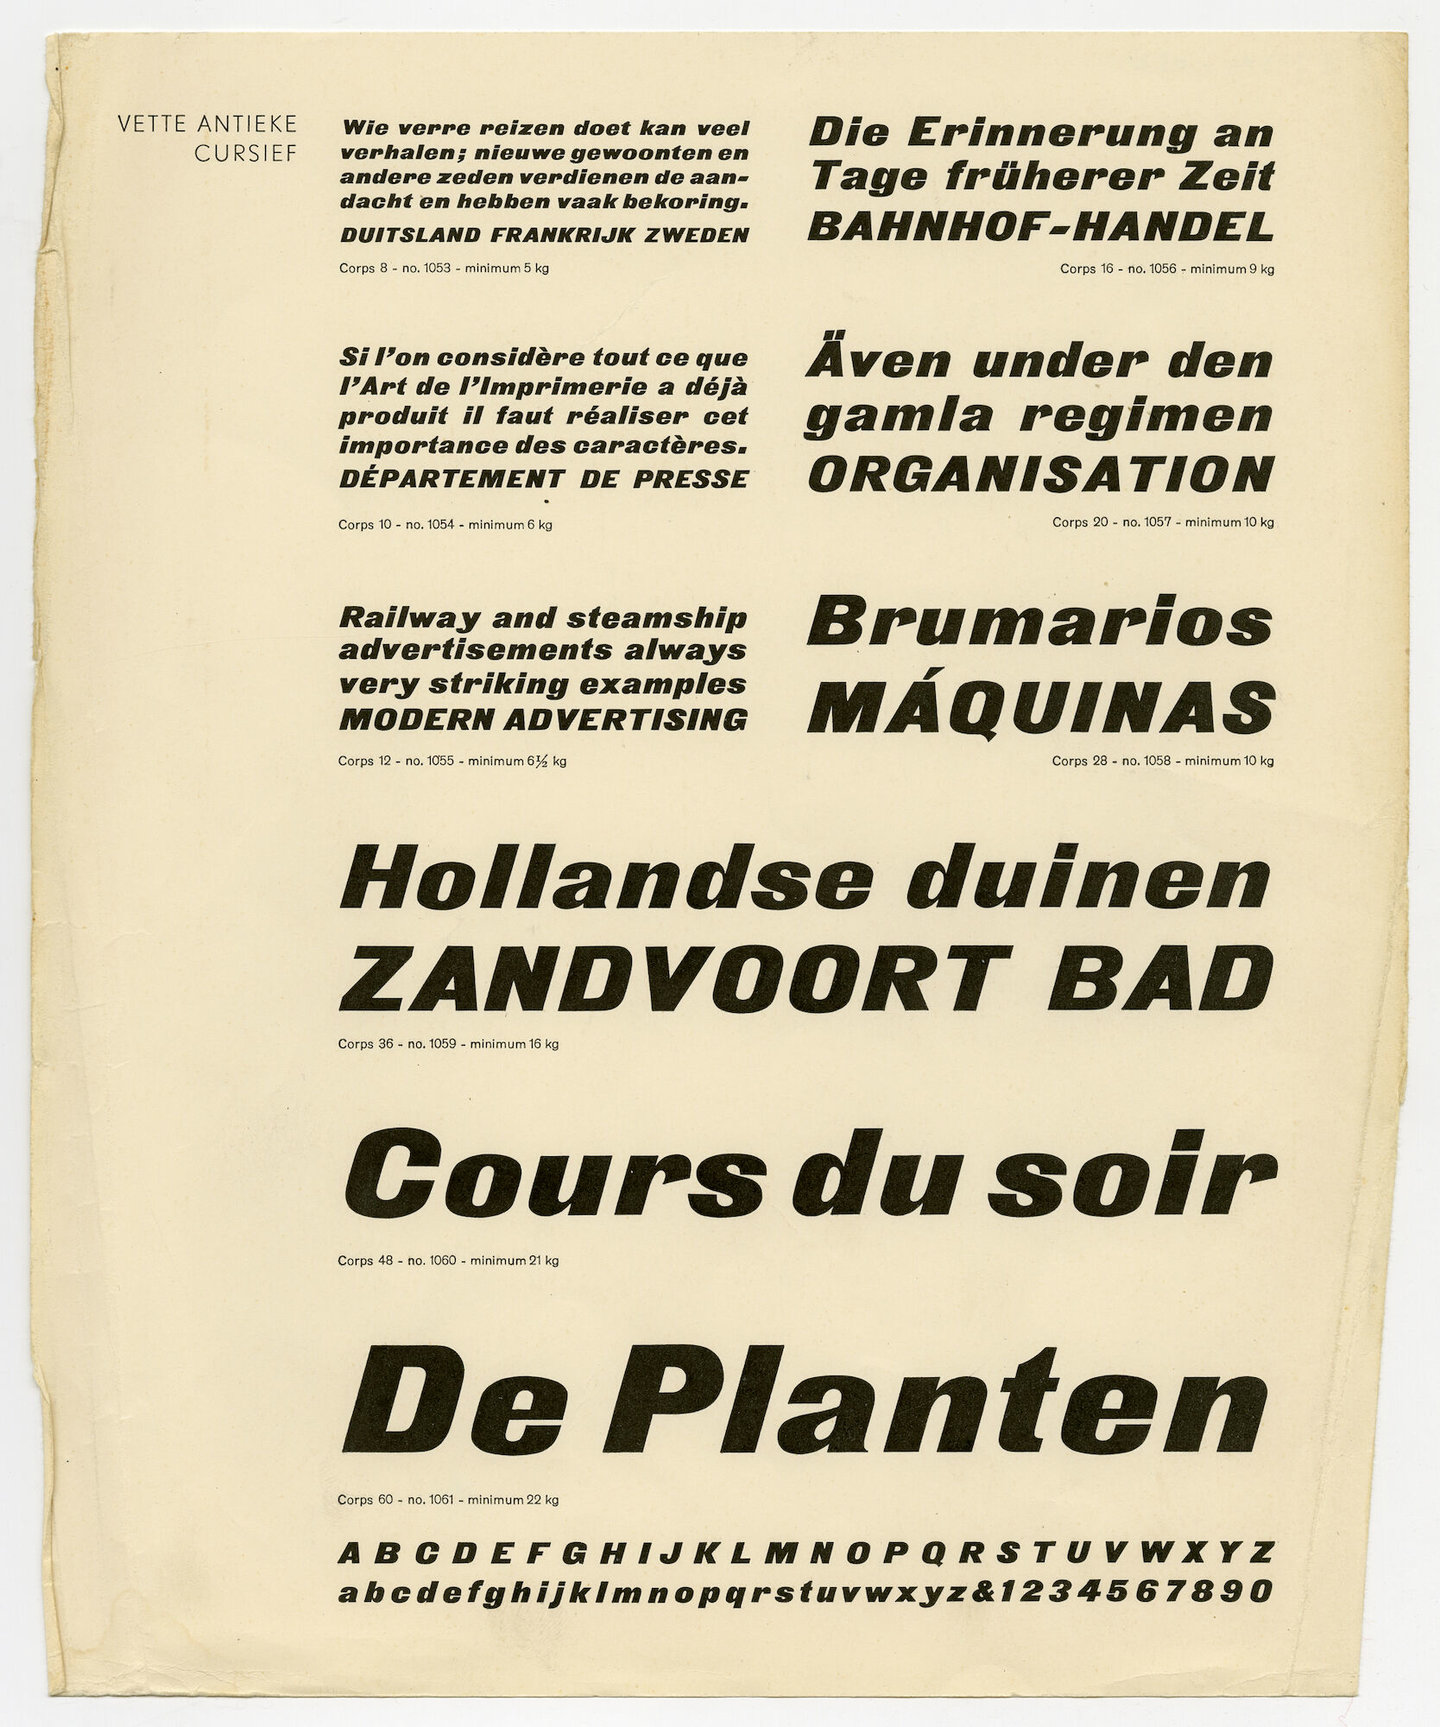 VETTE ANTIEKE
CURSIEF
Wie verre reizen doet kan veel
verhalen; nieuwe gewoonten en
andere zeden verdienen de aan-
dacht en hebben vaak bekoring.
DUITSLAND FRANKRIJK ZWEDEN
Corps 8 - no. 1053 - minimum 5 kg
Die Erinnerung an
Tage früherer Zeit
BAHNHOF-HANDEL
Corps 16 - no. 1056 - minimum 9 kg
Si l'on considère tout ce que
l'Art de l'Imprimerie a déjà
produit il faut réaliser cet
importance des caractères.
DÉPARTEMENT DE PRESSE
Corps 10 - no. 1054 - minimum 6 kg
Även under den
gamla regimen
ORGANISATION
Corps 20 - no. 1057 - minimum 10 kg
Railway and steamship
advertisements always
very striking examples
MODERN ADVERTISING
Corps 12 - no. 1055 - minimum 6½ kg
Brumarios
MÁQUINAS
Corps 28 - no. 1058 - minimum 10 kg
Hollandse duinen
ZANDVOORT BAD
Corps 36 - no. 1059 - minimum 16 kg
Cours du soir
Corps 48 - no. 1060 - minimum 21 kg
De Planten
Corps 60 - no. 1061 - minimum 22 kg
A B C D E F G H I J K L M N O P Q R S T U V W X Y Z
a b c d e f g h i j k l m n o p q r s t u v w x y z & 1 2 3 4 5 6 7 8 9 0